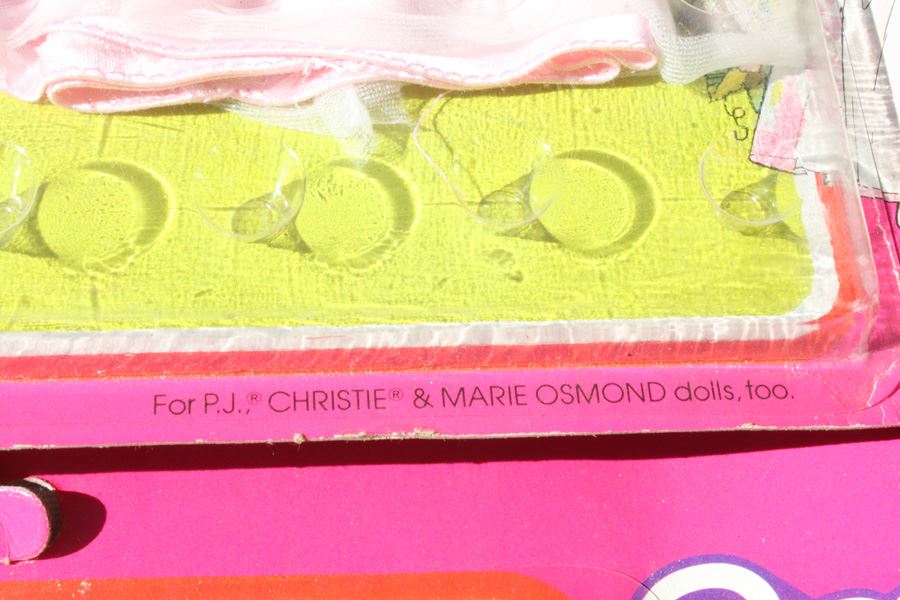 For P.J.,® CHRISTIE® & MARIE OSMOND dolls, too.